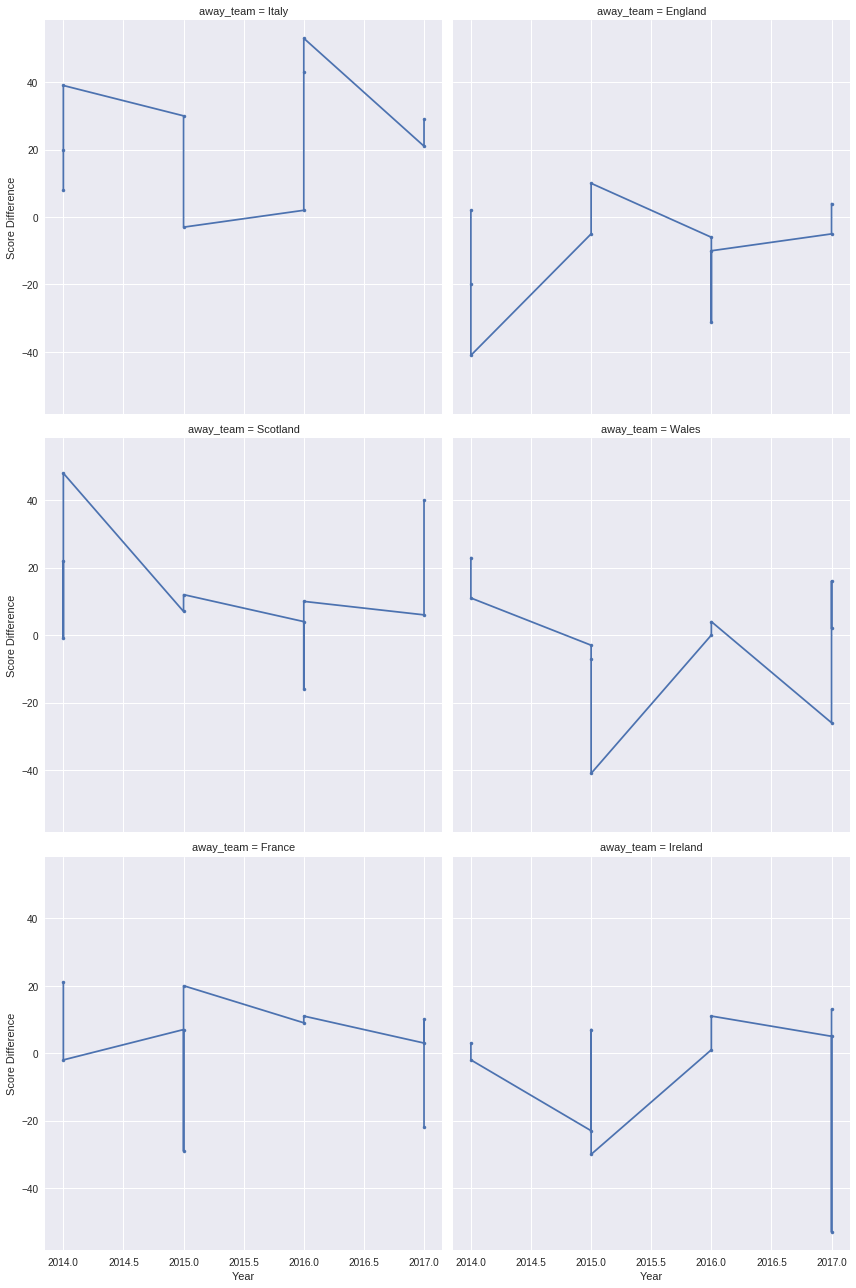 away_team = Italy
away_team = England
40
20
0
−20
−40
Score Difference
away_team = Scotland
away_team = Wales
40
20
0
−20
−40
Score Difference
away_team = France
away_team = Ireland
40
20
0
−20
−40
Score Difference
2014.0 2014.5 2015.0 2015.5 2016.0 2016.5 2017.0
2014.0 2014.5 2015.0 2015.5 2016.0 2016.5 2017.0
Year
Year